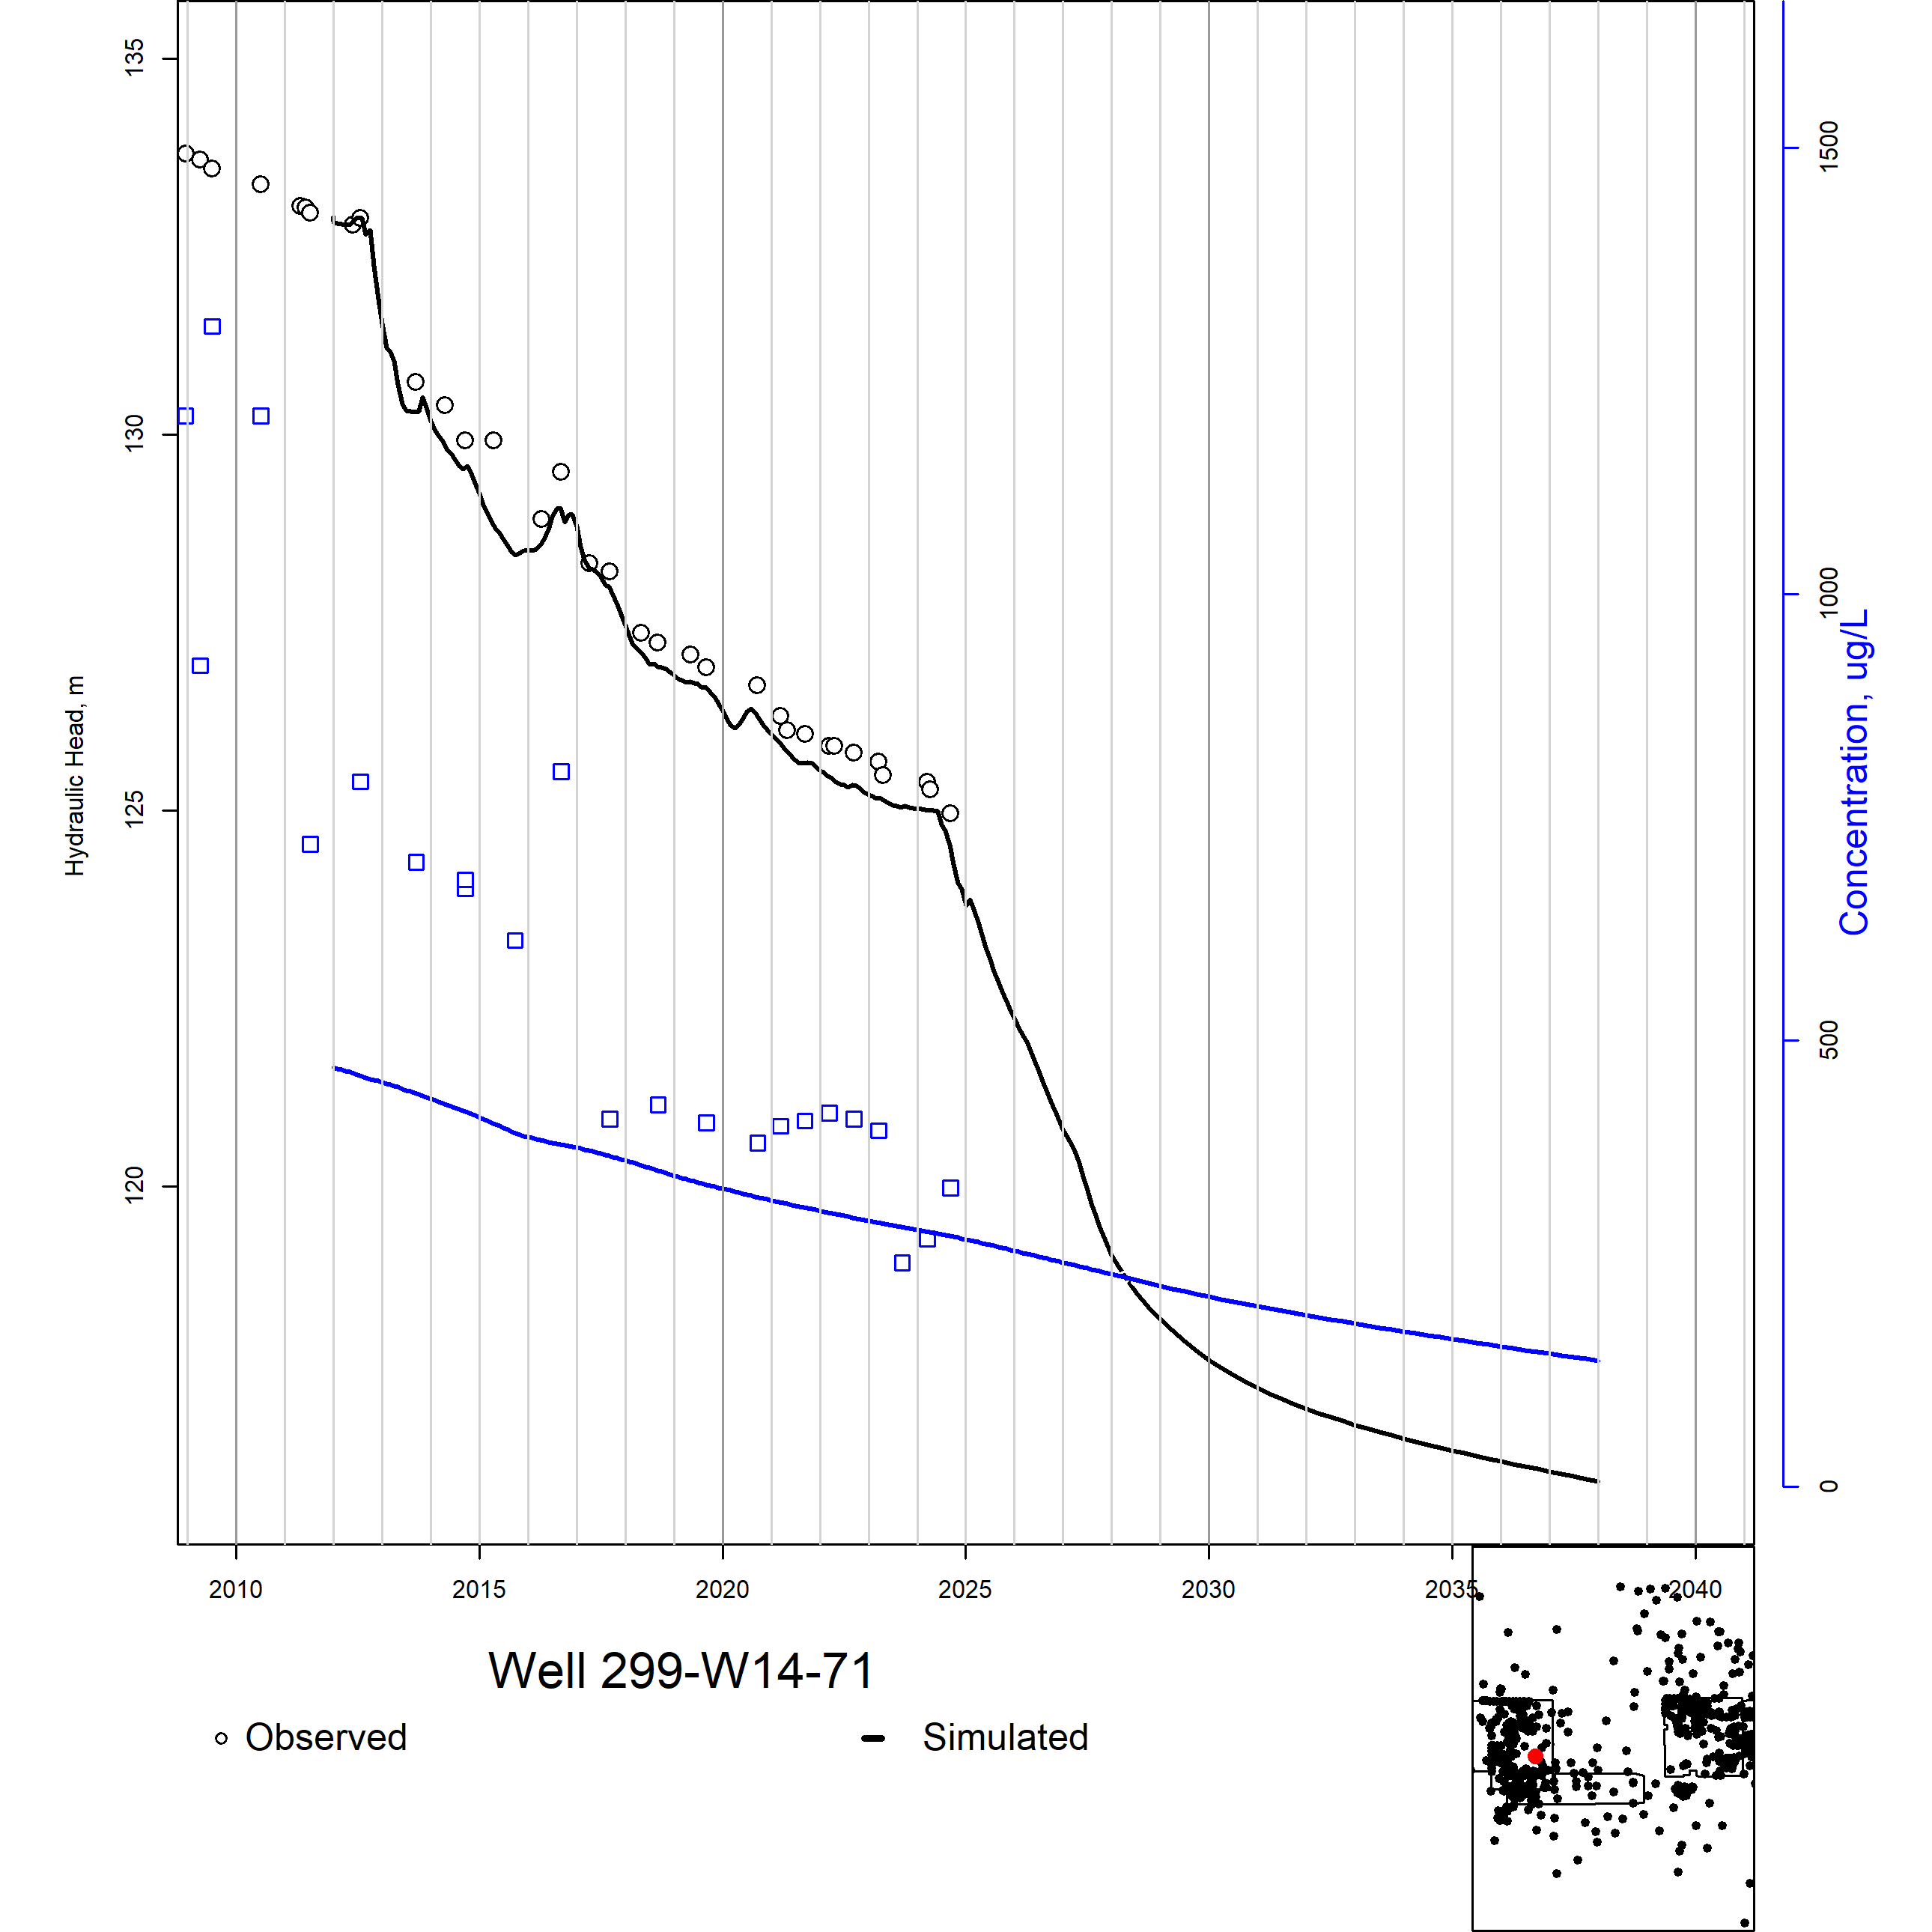 135
130
125
120
Hydraulic Head, m
1500
1000
500
0
Concentration, ug/L
2010 2015 2020 2025 2030 2035 2040
Well 299-W14-71
Observed Simulated